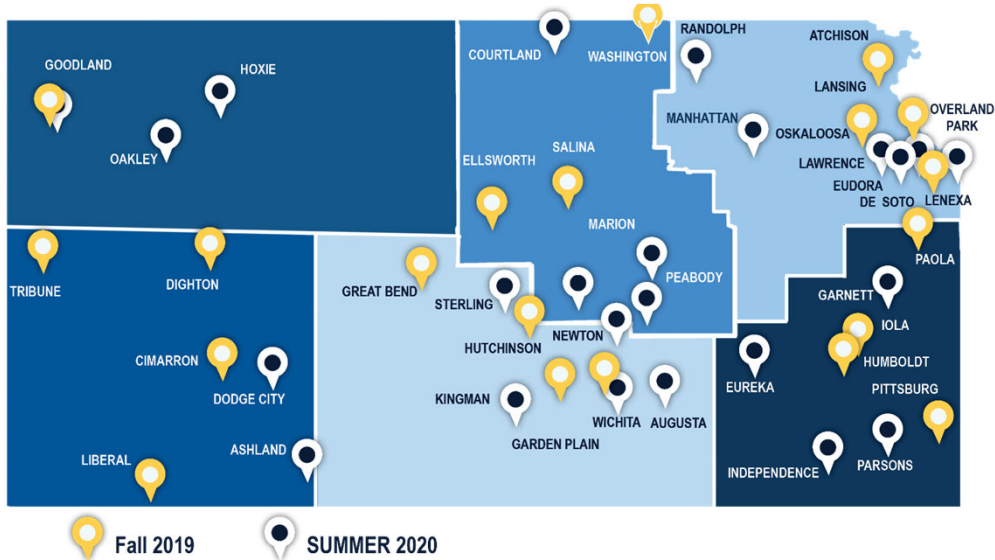 GOODLAND
HOXIE
OAKLEY
COURTLAND
WASHINGTON
RANDOLPH
ATCHISON
LANSING
MANHATTAN
OSKALOOSA
OVERLAND
PARK
LAWRENCE
EUDORA
DE SOTO
LENEXA
ELLSWORTH
SALINA
MARION
PEABODY
TRIBUNE
DIGHTON
GREAT BEND
STERLING
HUTCHINSON
NEWTON
PAOLA
GARNETT
IOLA
HUMBOLDT
PITTSBURG
EUREKA
CIMARRON
DODGE CITY
KINGMAN
GARDEN PLAIN
WICHITA
AUGUSTA
LIBERAL
ASHLAND
INDEPENDENCE
PARSONS
Fall 2019
SUMMER 2020